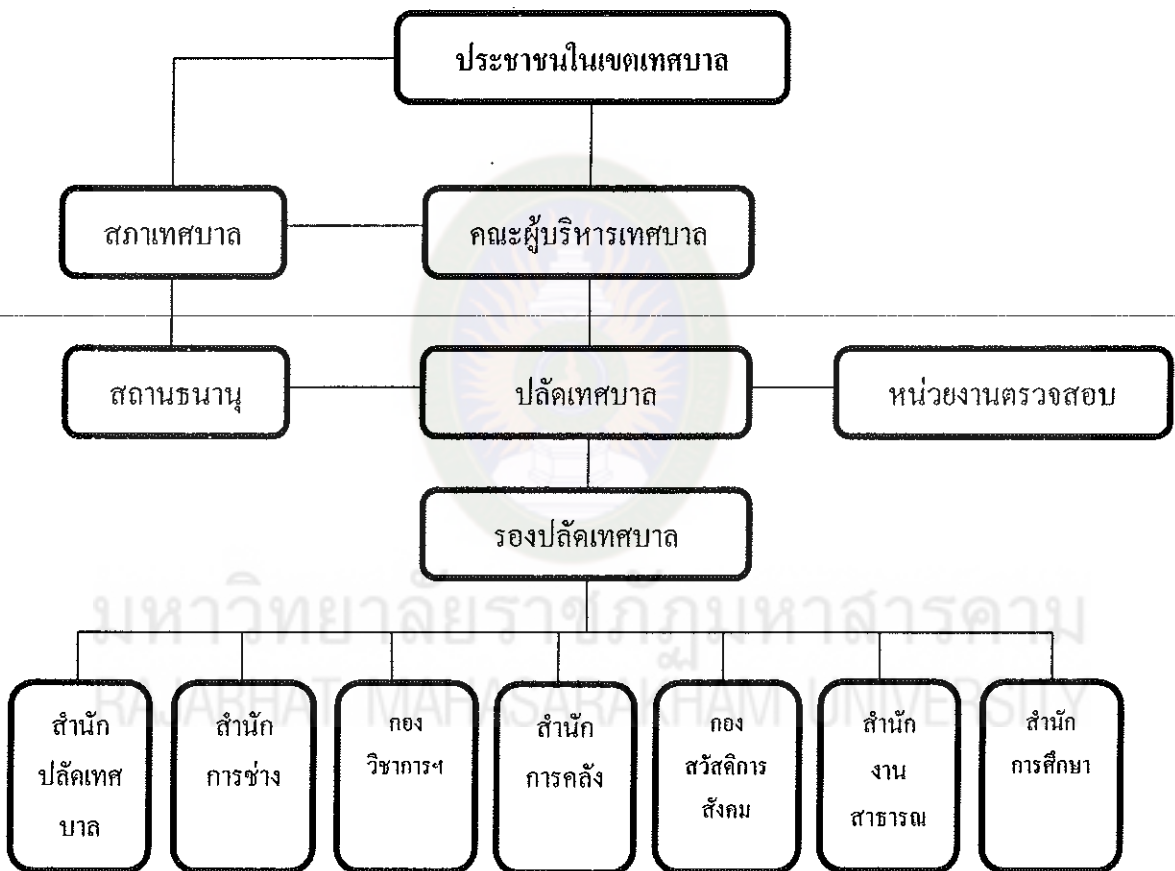 ประชาชนในเขตเทศบาล
สภาเทศบาล
คณะผู้บริหารเทศบาล
สถานธนานุ
ปลัดเทศบาล
หน่วยงานตรวจสอบ
รองปลัดเทศบาล
มหาวิทยาลัยราชภัฏมหาสารคาม
RAJABHAT MAHASARAKHAM UNIVERSITY
สำนัก
ปลัดเทศ
บาล
สำนัก
การช่าง
กอง
วิชาการฯ
สำนัก
การคลัง
กอง
สวัสดิการ
สังคม
สำนัก
งาน
สาธารณ
สำนัก
การศึกษา